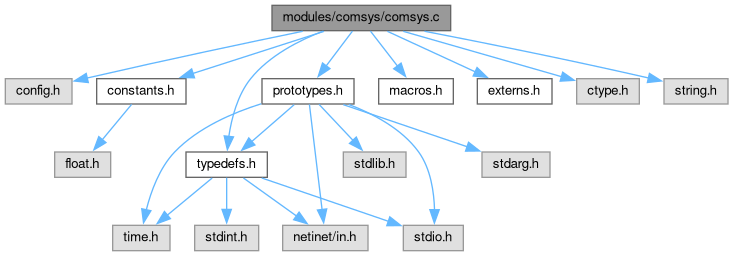 modules/comsys/comsys.c
config.h
constants.h
prototypes.h
macros.h
externs.h
ctype.h
string.h
float.h
typedefs.h
stdlib.h
stdarg.h
time.h
stdint.h
netinet/in.h
stdio.h